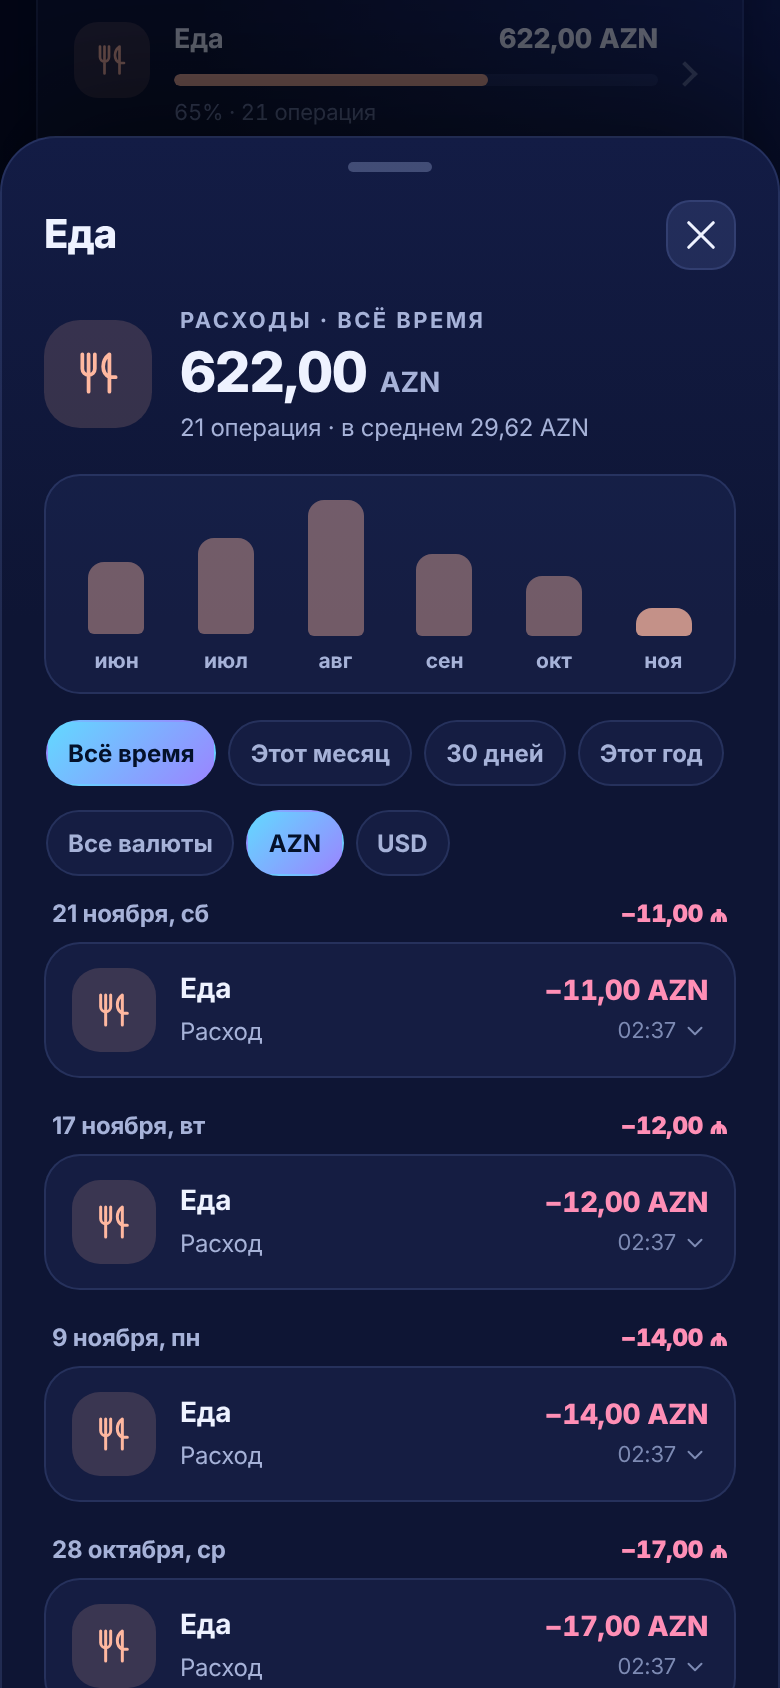 Еда 622,00 AZN
65% · 21 операция
Еда
РАСХОДЫ · ВСЁ ВРЕМЯ
622,00 AZN
21 операция · в среднем 29,62 AZN
июн июл авг сен окт ноя
Всё время Этот месяц 30 дней Этот год
Все валюты AZN USD
21 ноября, сб −11,00 ₼
Еда −11,00 AZN
Расход 02:37
17 ноября, вт −12,00 ₼
Еда −12,00 AZN
Расход 02:37
9 ноября, пн −14,00 ₼
Еда −14,00 AZN
Расход 02:37
28 октября, ср −17,00 ₼
Еда −17,00 AZN
Расход 02:37